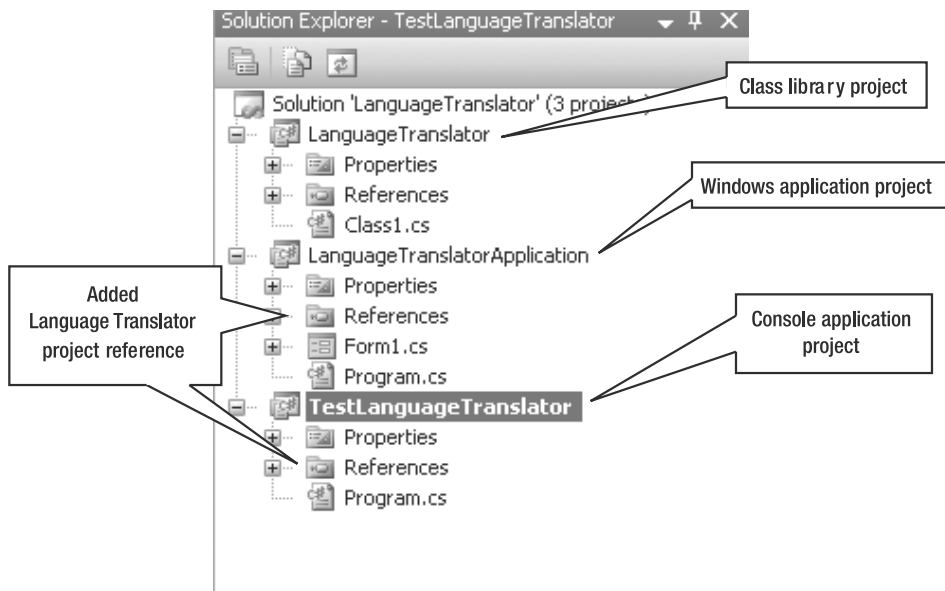 Solution Explorer - TestLanguageTranslator
Solution 'LanguageTranslator' (3 projects)
LanguageTranslator
Properties
References
Class1.cs
LanguageTranslatorApplication
Properties
References
Form1.cs
Program.cs
TestLanguageTranslator
Properties
References
Program.cs
Class library project
Windows application project
Console application
project
Added
Language Translator
project reference